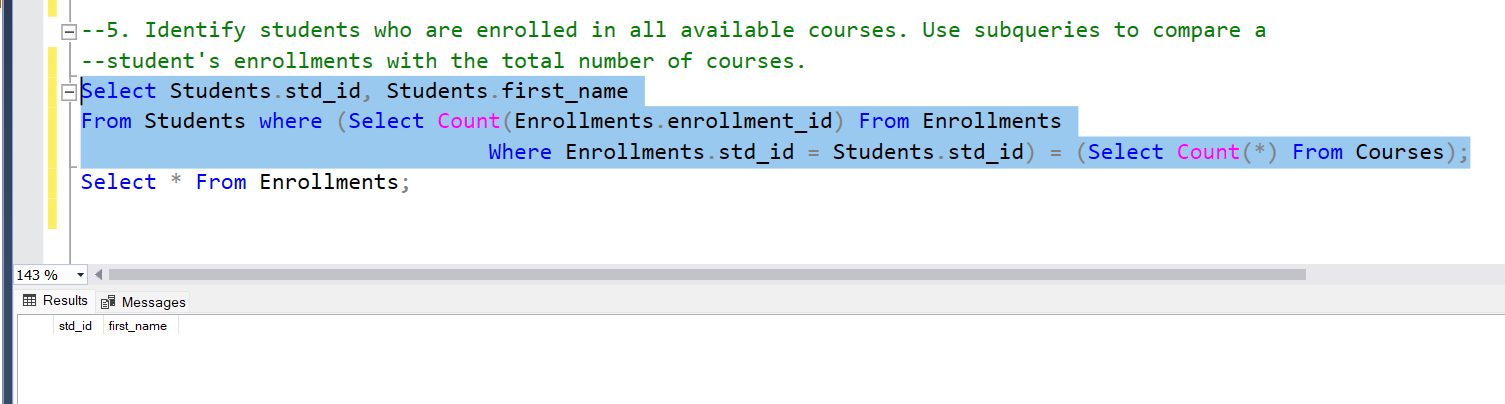 --5. Identify students who are enrolled in all available courses. Use subqueries to compare a
--student's enrollments with the total number of courses.
Select Students.std_id, Students.first_name
From Students where (Select Count(Enrollments.enrollment_id) From Enrollments
Where Enrollments.std_id = Students.std_id) = (Select Count(*) From Courses);
Select * From Enrollments;
143 %
Results Messages
std_id first_name